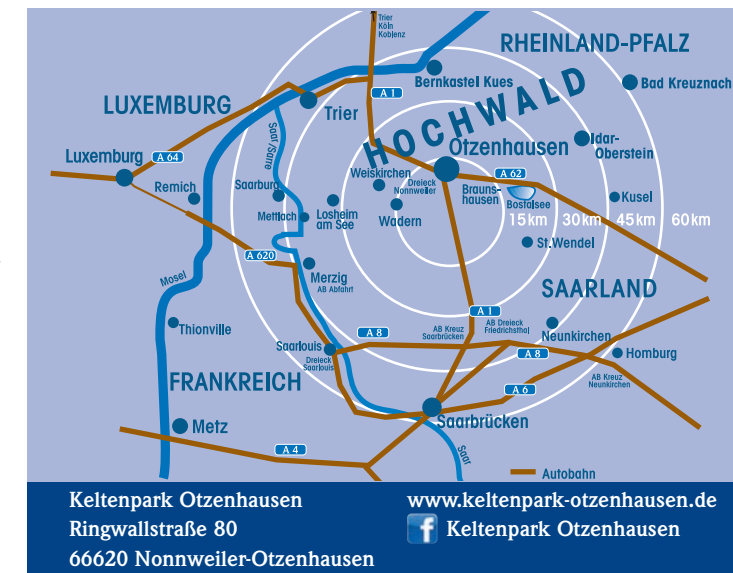 Trier
Köln
Koblenz
RHEINLAND-PFALZ
Bernkastel Kues
Bad Kreuznach
A 1
LUXEMBURG
Trier
HOCHWALD
Otzenhausen
Idar-
Oberstein
Saar/Sarre
Luxemburg
A 64
Weiskirchen
Dreieck
Nonnweiler
A 62
Brauns-
hausen
Bostalsee
Remich
Saarburg
Kusel
Mettlach
Losheim
am See
Wadern
15 km
30 km
45 km
60 km
St.Wendel
A 620
Mosel
Merzig
AB Abfahrt
SAARLAND
Thionville
A 1
A 8
AB Kreuz
Saarbrücken
AB Dreieck
Friedrichsthal
Neunkirchen
Saarlouis
Dreieck
Saarlouis
A 8
Homburg
FRANKREICH
A 6
AB Kreuz
Neunkirchen
Metz
Saarbrücken
A 4
Saar
Autobahn
Keltenpark Otzenhausen
Ringwallstraße 80
66620 Nonnweiler-Otzenhausen
www.keltenpark-otzenhausen.de
f Keltenpark Otzenhausen